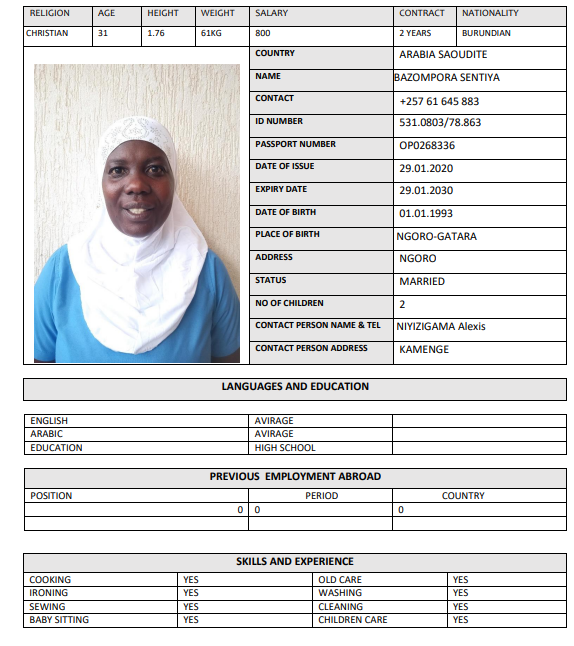 RELIGION AGE HEIGHT WEIGHT SALARY CONTRACT NATIONALITY
CHRISTIAN 31 1.76 61KG 800 2 YEARS BURUNDIAN
COUNTRY ARABIA SAOUDITE
NAME BAZOMPORA SENTIYA
CONTACT +257 61 645 883
ID NUMBER 531.0803/78.863
PASSPORT NUMBER OP0268336
DATE OF ISSUE 29.01.2020
EXPIRY DATE 29.01.2030
DATE OF BIRTH 01.01.1993
PLACE OF BIRTH NGORO-GATARA
ADDRESS NGORO
STATUS MARRIED
NO OF CHILDREN 2
CONTACT PERSON NAME & TEL NIYIZIGAMA Alexis
CONTACT PERSON ADDRESS KAMENGE
LANGUAGES AND EDUCATION
ENGLISH AVIRAGE
ARABIC AVIRAGE
EDUCATION HIGH SCHOOL
PREVIOUS EMPLOYMENT ABROAD
POSITION PERIOD COUNTRY
0 0 0
SKILLS AND EXPERIENCE
COOKING YES OLD CARE YES
IRONING YES WASHING YES
SEWING YES CLEANING YES
BABY SITTING YES CHILDREN CARE YES